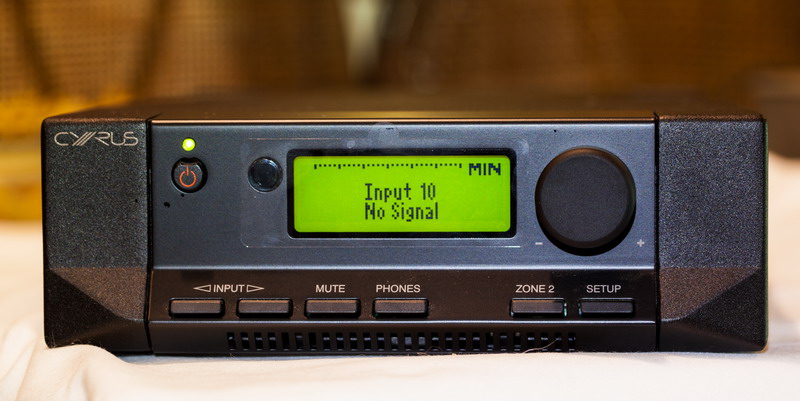 CYRUS
MIN
Input 10
No Signal
- +
INPUT
MUTE
PHONES
ZONE 2
SETUP